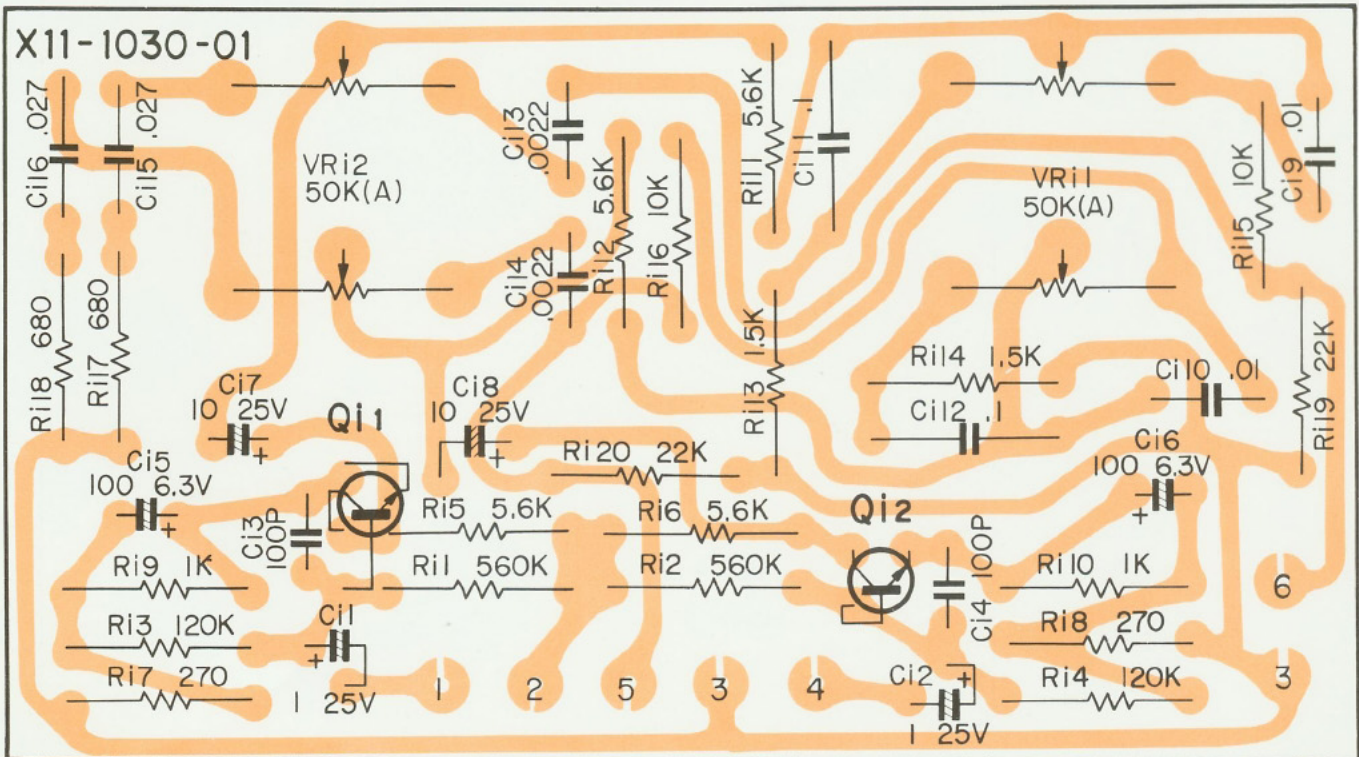 X11-1030-01
Ci16 .027
Ci15 .027
VRi2
50K(A)
Ci13
.0022
Ri11 5.6K
Ci11 .1
VRi1
50K(A)
Ri15 10K
Ci9 .01
Ri12 5.6K
Ri16 10K
Ci14
.0022
Ri18 680
Ri17 680
Ri13 1.5K
Ri14 1.5K
Ci12 .1
Ci10 .01
Ri19 22K
Ci7
10 25V
Qi1
Ci8
10 25V
Ri20 22K
Ci5
100 6.3V
Ci6
100 6.3V
Ci3
100P
Ri5 5.6K
Ri6 5.6K
Qi2
Ri9 1K
Ri1 560K
Ri2 560K
Ci4 100P
Ri10 1K
6
Ri3 120K
Ci1
+
1 25V
Ri8 270
Ri7 270
1
2
5
3
4
Ci2 +
1 25V
Ri4 120K
3